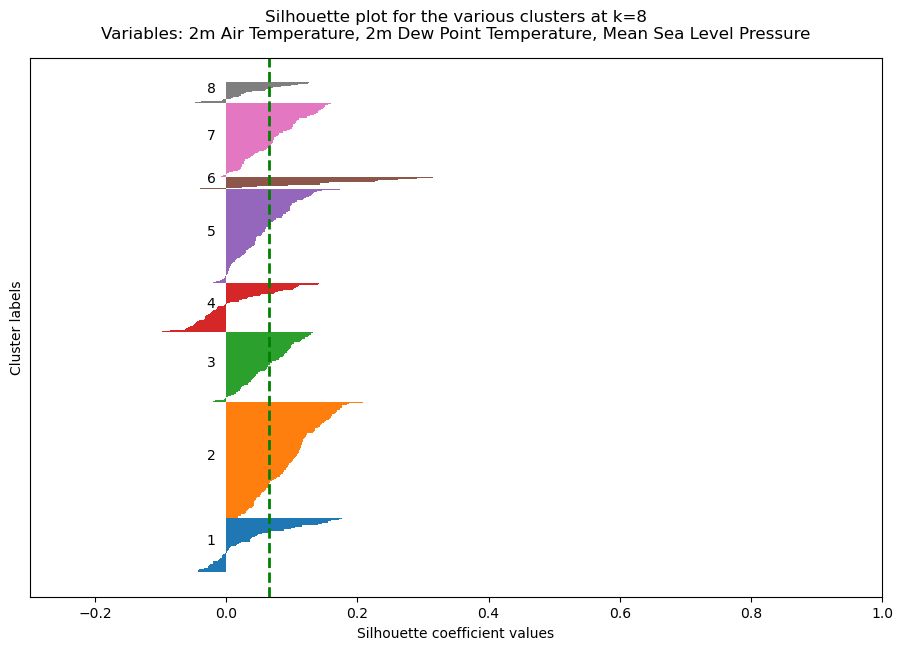 Silhouette plot for the various clusters at k=8
Variables: 2m Air Temperature, 2m Dew Point Temperature, Mean Sea Level Pressure
8
7
6
5
4
3
2
1
Cluster labels
−0.2 0.0 0.2 0.4 0.6 0.8 1.0
Silhouette coefficient values